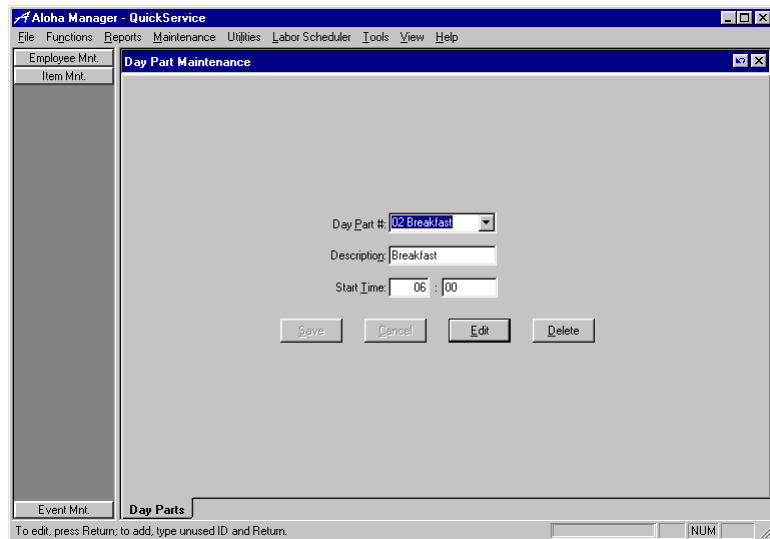 Aloha Manager - QuickService
File Functions Reports Maintenance Utilities Labor Scheduler Tools View Help
Employee Mnt.
Item Mnt.
Day Part Maintenance
Day Part #: 02 Breakfast
Description: Breakfast
Start Time: 06 : 00
Save Cancel Edit Delete
Event Mnt.
Day Parts
To edit, press Return; to add, type unused ID and Return.
NUM